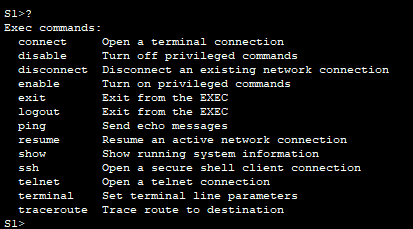 S1>?
Exec commands:
  connect     Open a terminal connection
  disable     Turn off privileged commands
  disconnect  Disconnect an existing network connection
  enable      Turn on privileged commands
  exit        Exit from the EXEC
  logout      Exit from the EXEC
  ping        Send echo messages
  resume      Resume an active network connection
  show        Show running system information
  ssh         Open a secure shell client connection
  telnet      Open a telnet connection
  terminal    Set terminal line parameters
  traceroute  Trace route to destination
S1>